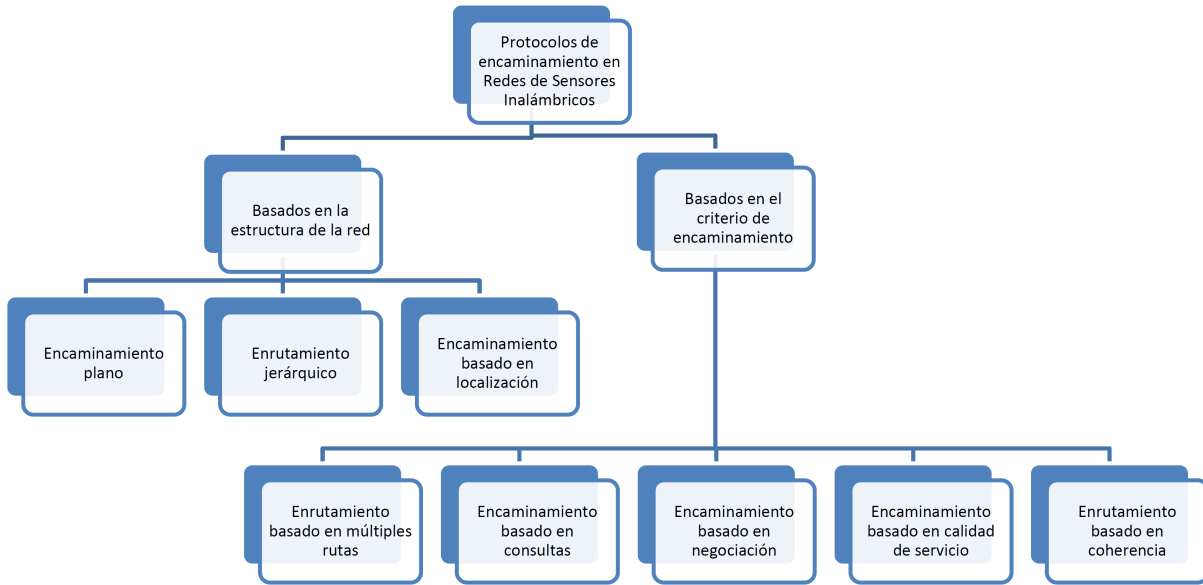 Protocolos de
encaminamiento en
Redes de Sensores
Inalámbricos
Basados en la
estructura de la red
Basados en el
criterio de
encaminamiento
Encaminamiento
plano
Enrutamiento
jerárquico
Encaminamiento
basado en
localización
Enrutamiento
basado en múltiples
rutas
Encaminamiento
basado en
consultas
Encaminamiento
basado en
negociación
Encaminamiento
basado en calidad
de servicio
Enrutamiento
basado en
coherencia